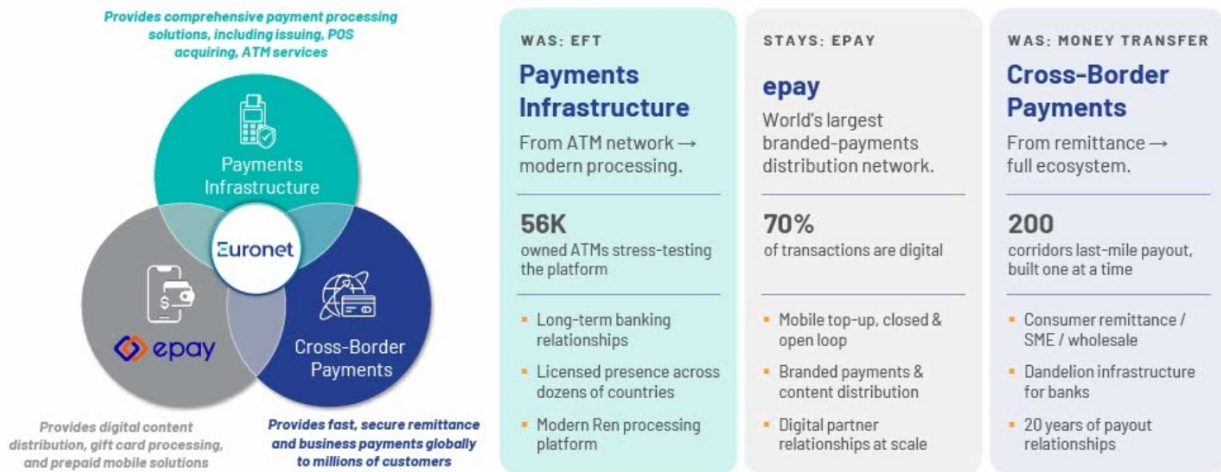 Provides comprehensive payment processing
solutions, including issuing, POS
acquiring, ATM services
Payments
Infrastructure
Euronet
epay
Cross-Border
Payments
Provides digital content
distribution, gift card processing,
and prepaid mobile solutions
Provides fast, secure remittance
and business payments globally
to millions of customers
WAS: EFT
Payments
Infrastructure
From ATM network →
modern processing.
56K
owned ATMs stress-testing
the platform
▪ Long-term banking
relationships
▪ Licensed presence across
dozens of countries
▪ Modern Ren processing
platform
STAYS: EPAY
epay
World's largest
branded-payments
distribution network.
70%
of transactions are digital
▪ Mobile top-up, closed &
open loop
▪ Branded payments &
content distribution
▪ Digital partner
relationships at scale
WAS: MONEY TRANSFER
Cross-Border
Payments
From remittance →
full ecosystem.
200
corridors last-mile payout,
built one at a time
▪ Consumer remittance /
SME / wholesale
▪ Dandelion infrastructure
for banks
▪ 20 years of payout
relationships